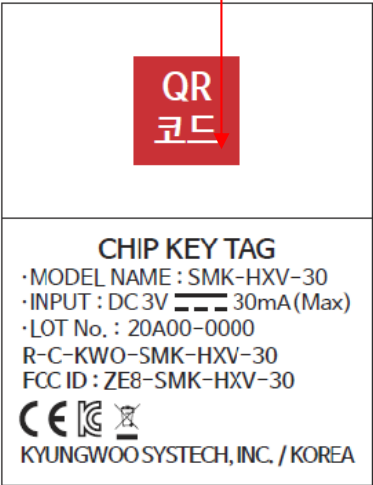 QR
코드
CHIP KEY TAG
·MODEL NAME : SMK-HXV-30
·INPUT : DC 3V 30mA (Max)
·LOT No. : 20A00-0000
R-C-KWO-SMK-HXV-30
FCC ID : ZE8-SMK-HXV-30
CE
KYUNGWOO SYSTECH, INC. / KOREA